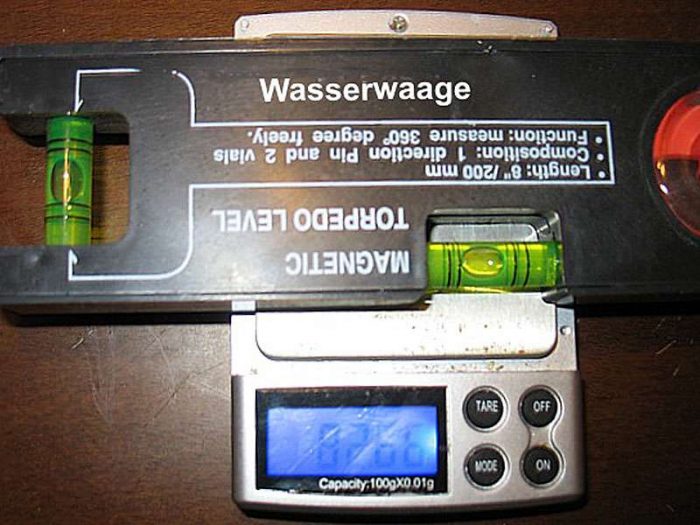 Wasserwaage
MAGNETIC
TORPEDO LEVEL
• Length: 8"/200 mm
• Composition: 1 direction Pin and 2 vials
• Function: measure 360° degree freely.
TARE
OFF
MODE
ON
Capacity:100gX0.01g